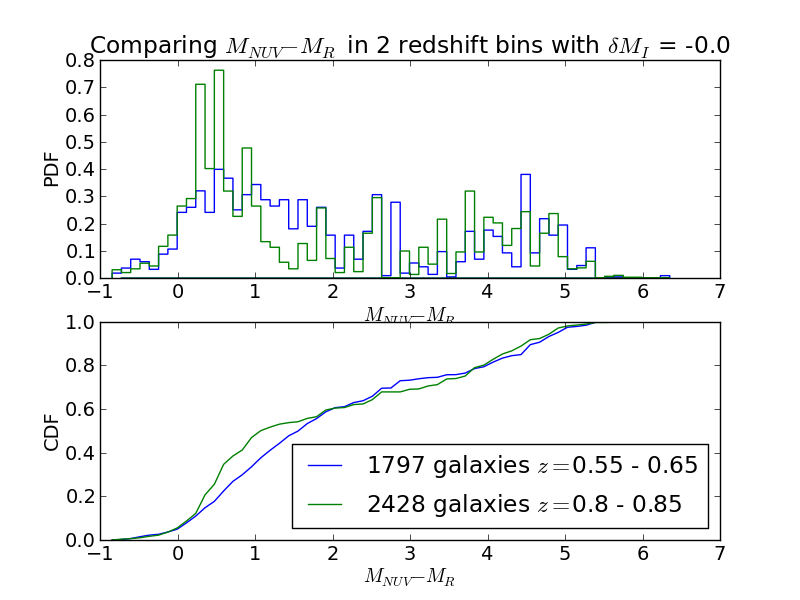 Comparing M_NUV−M_R in 2 redshift bins with δM_I = -0.0
PDF
0.8
0.7
0.6
0.5
0.4
0.3
0.2
0.1
0.0
−1 0 1 2 3 4 5 6 7
M_NUV−M_R
CDF
1.0
0.8
0.6
0.4
0.2
0.0
1797 galaxies z=0.55 - 0.65
2428 galaxies z=0.8 - 0.85
−1 0 1 2 3 4 5 6 7
M_NUV−M_R